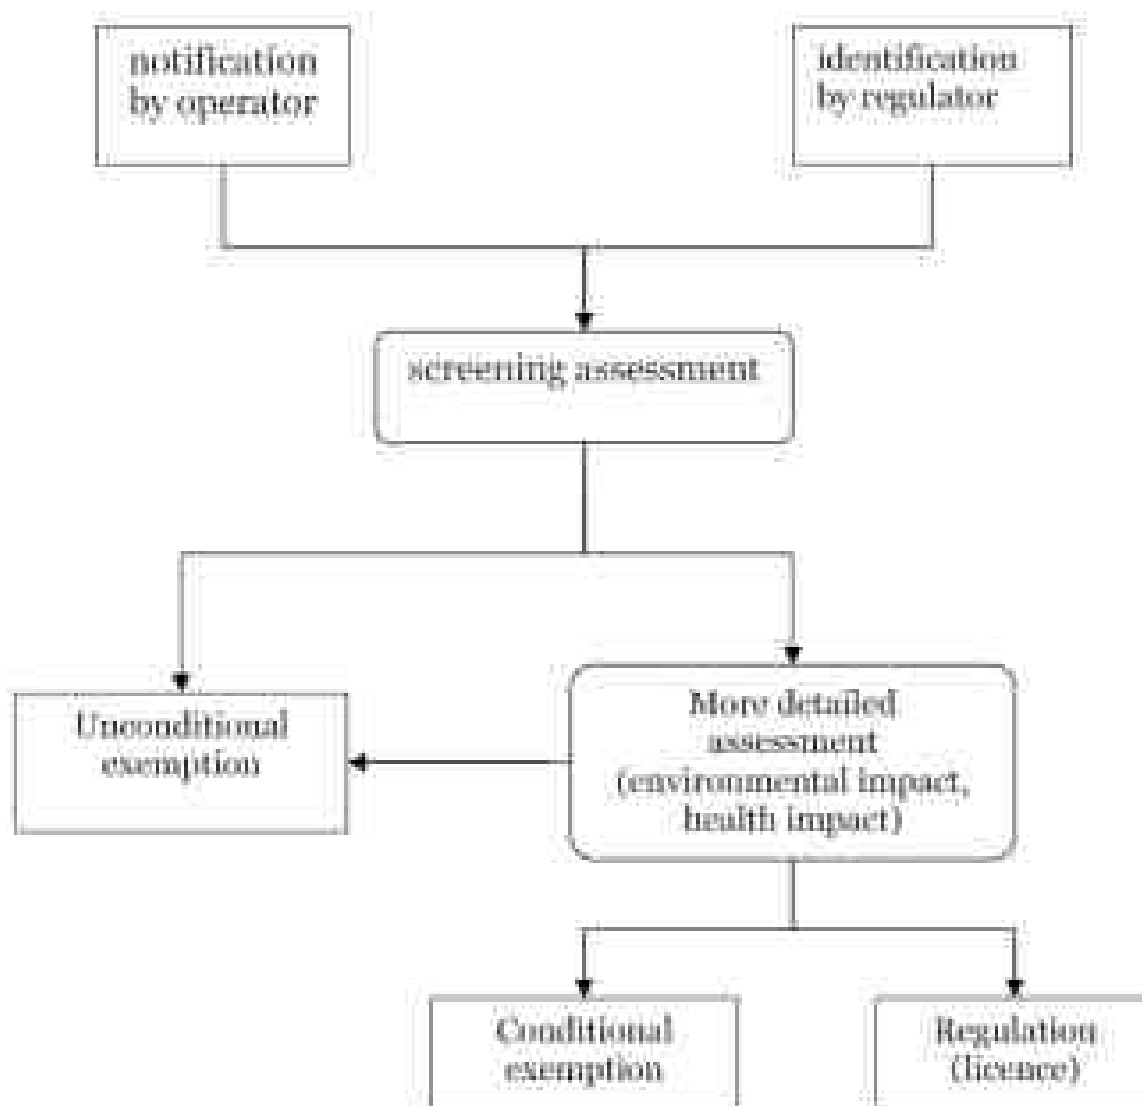 notification
by operator
identification
by regulator
screening assessment
Unconditional
exemption
More detailed
assessment
(environmental impact,
health impact)
Conditional
exemption
Regulation
(licence)